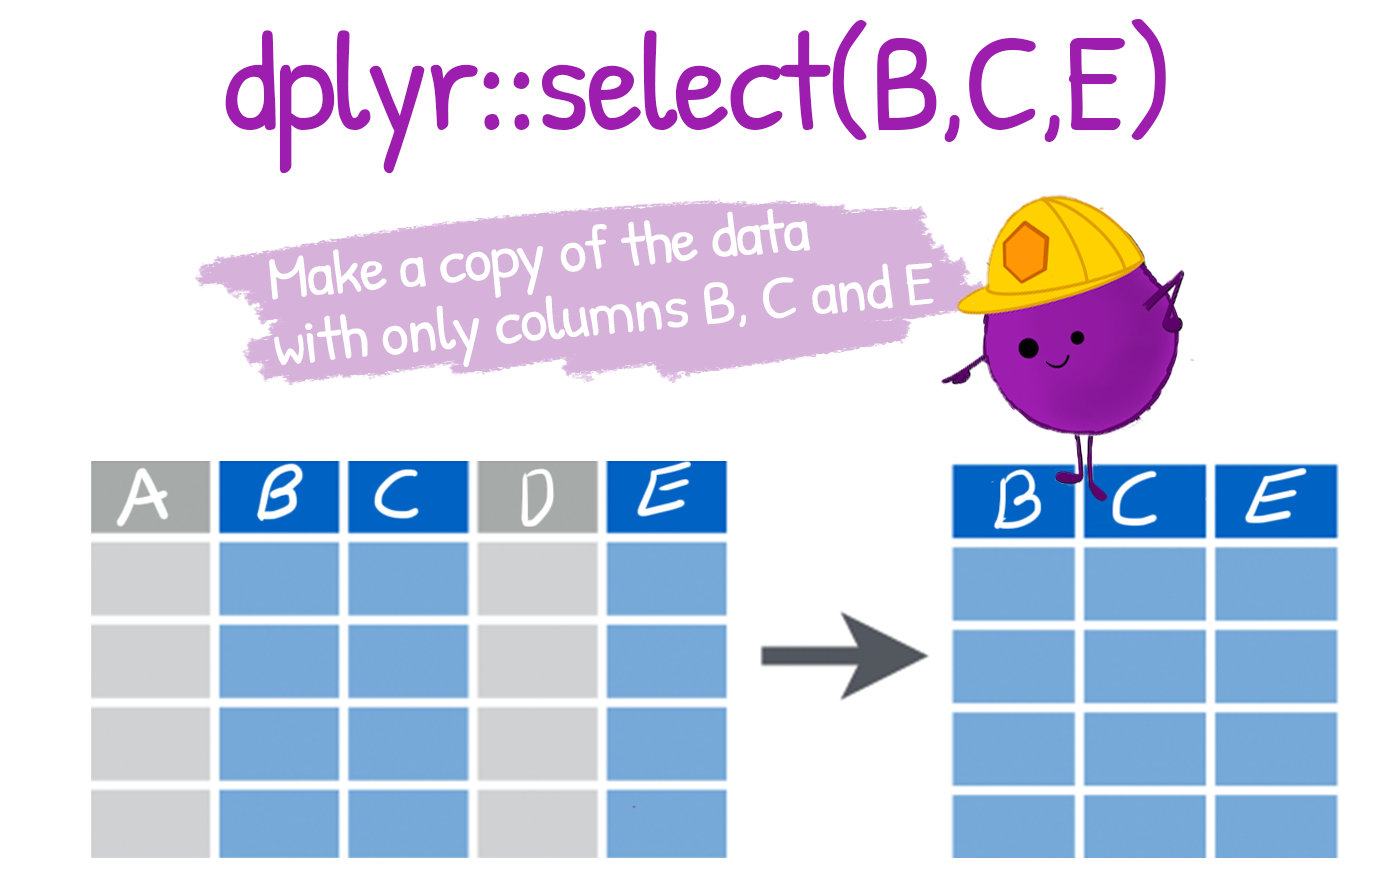 dplyr::select(B,C,E)
Make a copy of the data
with only columns B, C and E
A B C D E
B C E